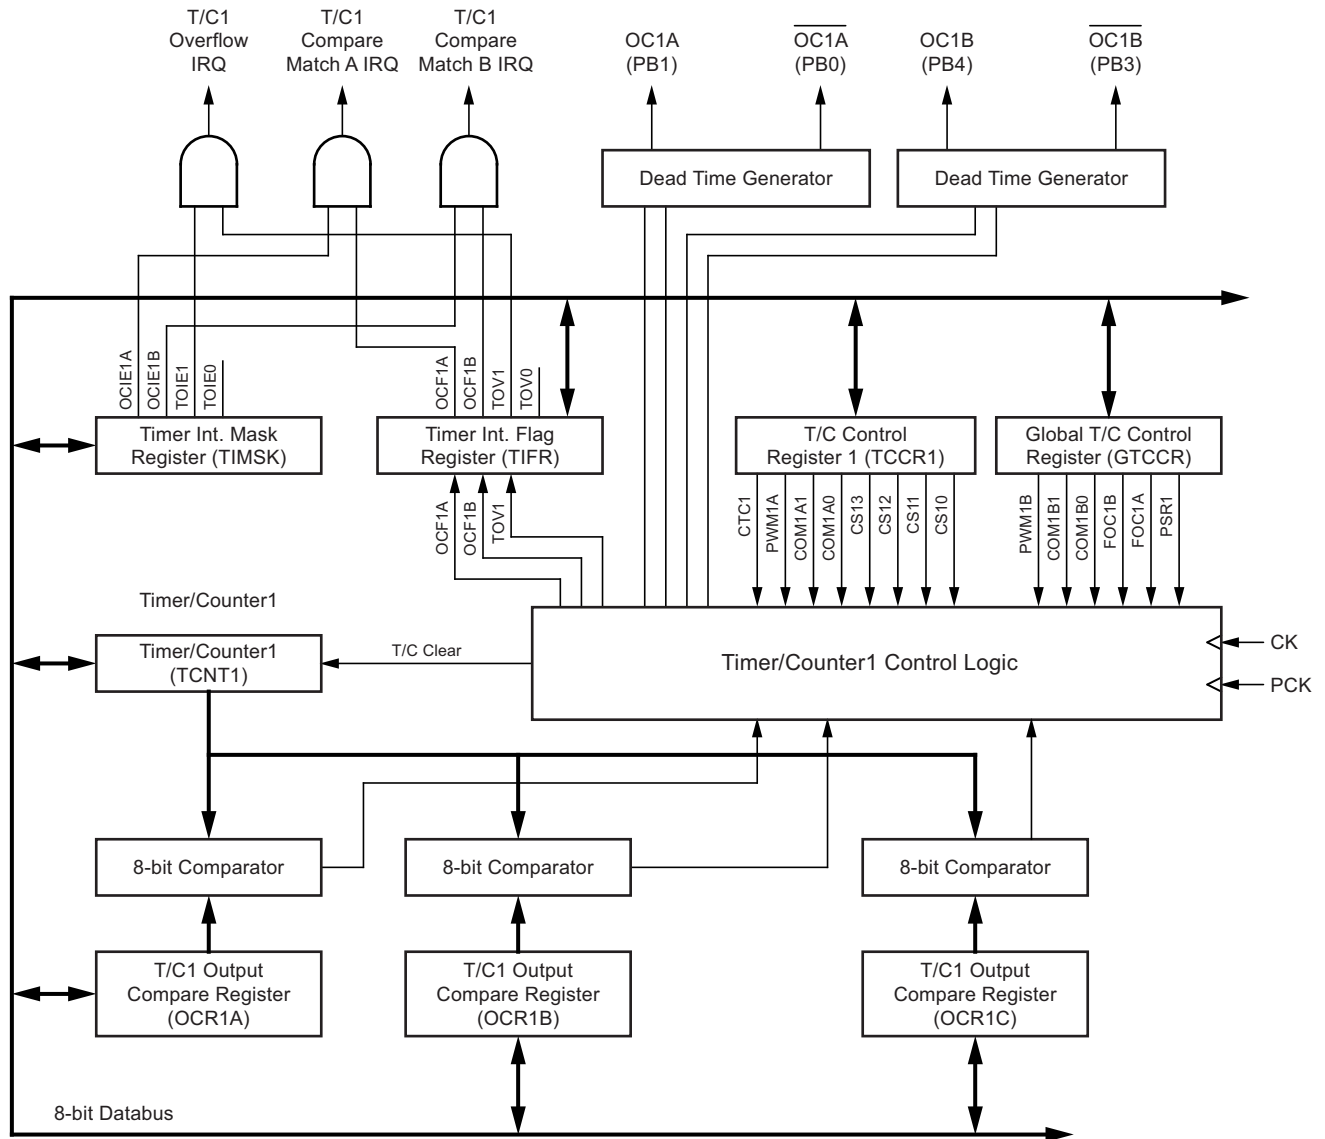 T/C1
Overflow
IRQ
T/C1
Compare
Match A IRQ
T/C1
Compare
Match B IRQ
OC1A
(PB1)
OC1A
(PB0)
OC1B
(PB4)
OC1B
(PB3)
Dead Time Generator
Dead Time Generator
OCIE1A
OCIE1B
TOIE1
TOIE0
OCF1A
OCF1B
TOV1
TOV0
Timer Int. Mask
Register (TIMSK)
Timer Int. Flag
Register (TIFR)
T/C Control
Register 1 (TCCR1)
Global T/C Control
Register (GTCCR)
OCF1A
OCF1B
TOV1
CTC1
PWM1A
COM1A1
COM1A0
CS13
CS12
CS11
CS10
PWM1B
COM1B1
COM1B0
FOC1B
FOC1A
PSR1
Timer/Counter1
Timer/Counter1
(TCNT1)
T/C Clear
Timer/Counter1 Control Logic
CK
PCK
8-bit Comparator
8-bit Comparator
8-bit Comparator
T/C1 Output
Compare Register
(OCR1A)
T/C1 Output
Compare Register
(OCR1B)
T/C1 Output
Compare Register
(OCR1C)
8-bit Databus